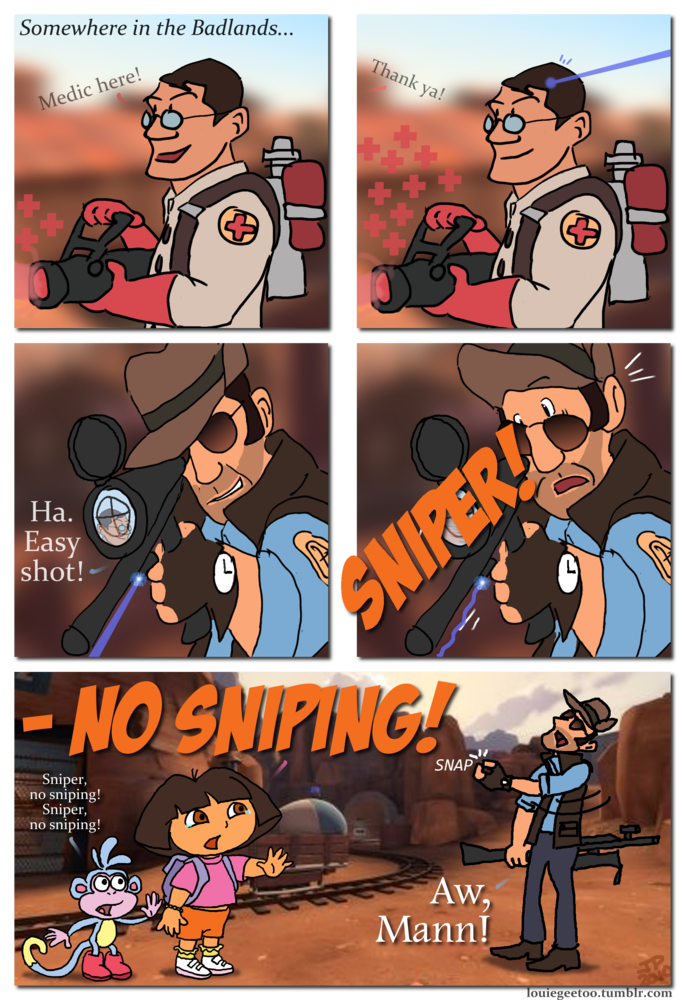 Somewhere in the Badlands...
Medic here!
Thank ya!
Ha.
Easy
shot!
SNIPER!
- NO SNIPING!
Sniper,
no sniping!
Sniper,
no sniping!
SNAP
Aw,
Mann!
louiegeetoo.tumblr.com